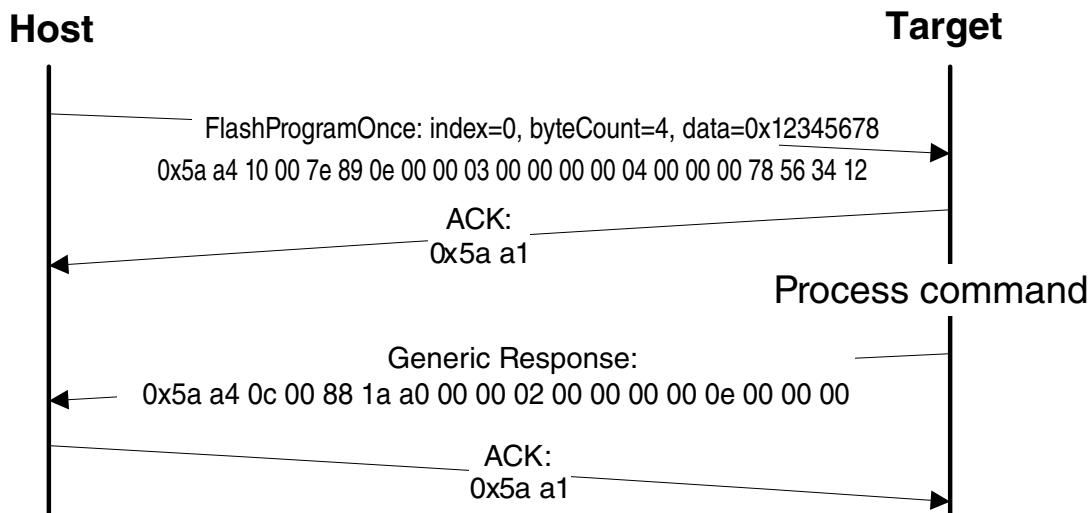 Host
Target
FlashProgramOnce: index=0, byteCount=4, data=0x12345678
0x5a a4 10 00 7e 89 0e 00 00 03 00 00 00 00 04 00 00 00 78 56 34 12
ACK:
0x5a a1
Process command
Generic Response:
0x5a a4 0c 00 88 1a a0 00 00 02 00 00 00 00 0e 00 00 00
ACK:
0x5a a1